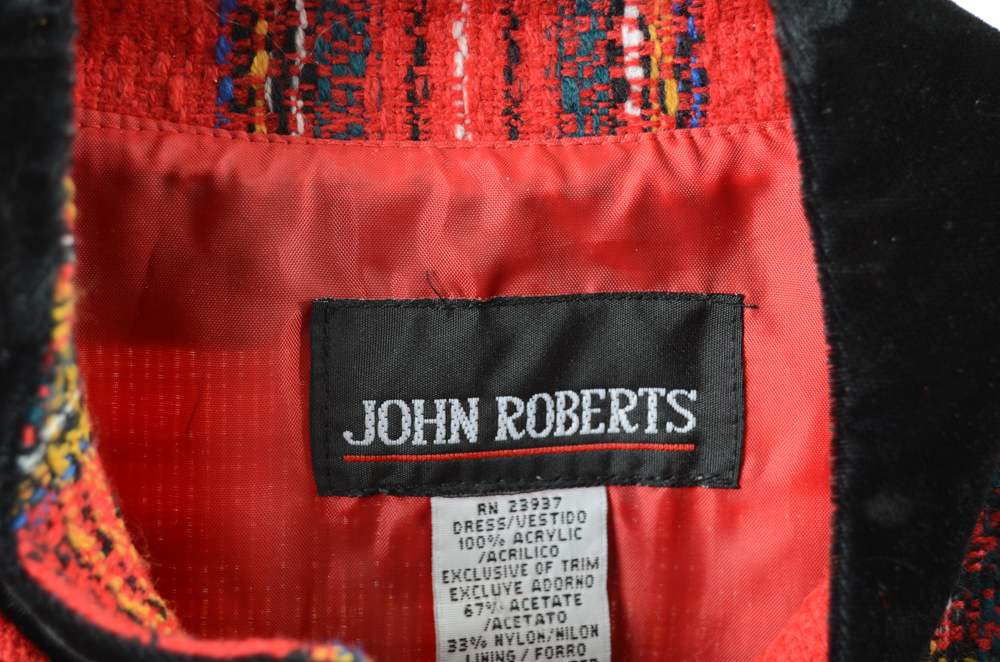 JOHN ROBERTS
RN 23937
DRESS/VESTIDO
100% ACRYLIC
/ACRILICO
EXCLUSIVE OF TRIM
EXCLUYE ADORNO
67% ACETATE
/ACETATO
33% NYLON/NILON
LINING / FORRO